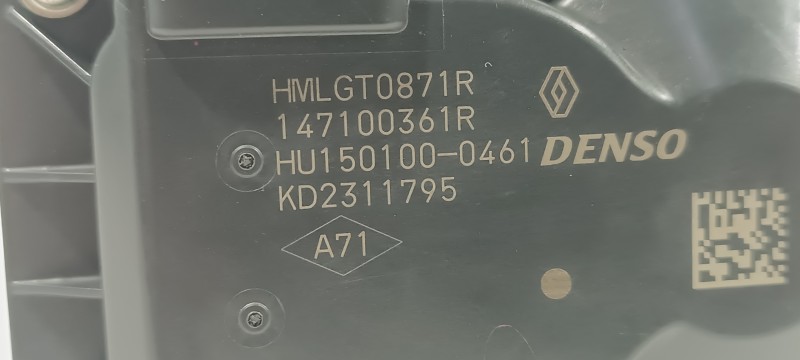 HMLGT0871R
147100361R
HU150100-0461 DENSO
KD2311795
A71